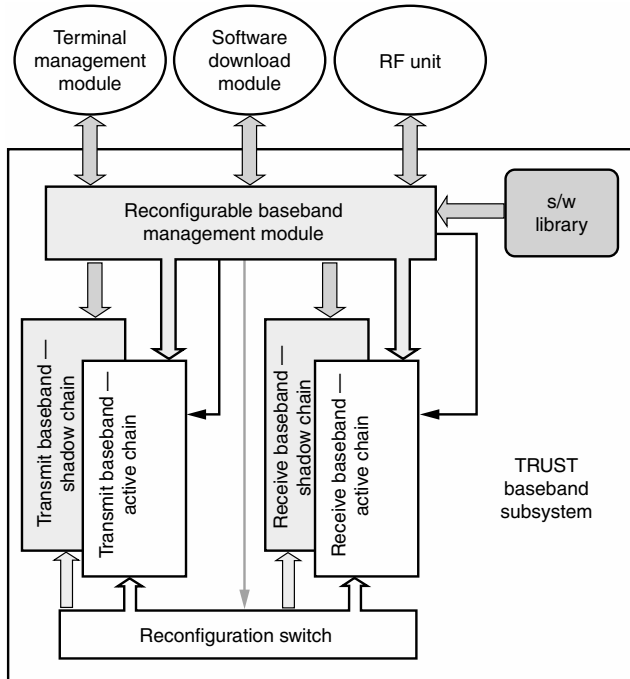 Terminal
management
module
Software
download
module
RF unit
Reconfigurable baseband
management module
s/w
library
Transmit baseband —
shadow chain
Transmit baseband —
active chain
Receive baseband —
shadow chain
Receive baseband —
active chain
TRUST
baseband
subsystem
Reconfiguration switch